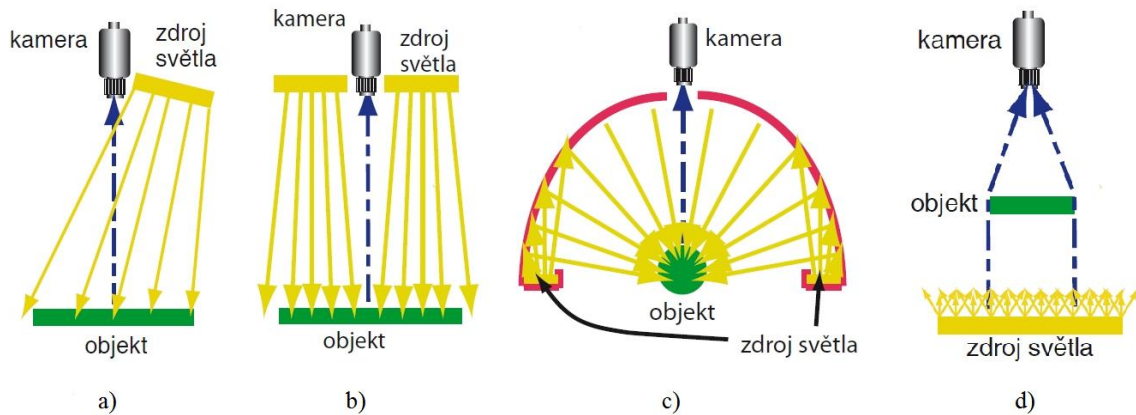 kamera
zdroj
světla
objekt
a)
kamera
zdroj
světla
objekt
b)
kamera
objekt
zdroj světla
c)
kamera
objekt
zdroj světla
d)